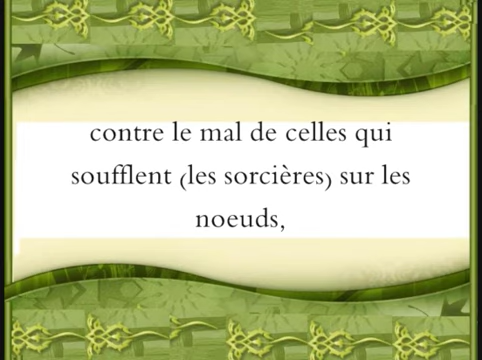 contre le mal de celles qui
soufflent (les sorcières) sur les
noeuds,